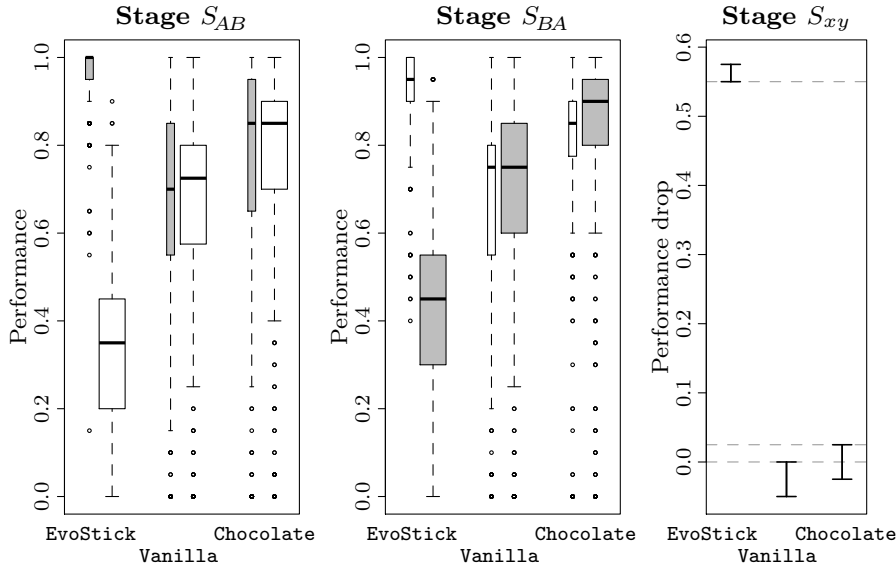 Stage S_AB
Performance
1.0
0.8
0.6
0.4
0.2
0.0
EvoStick
Chocolate
Vanilla
Stage S_BA
Performance
1.0
0.8
0.6
0.4
0.2
0.0
EvoStick
Chocolate
Vanilla
Stage S_xy
Performance drop
0.6
0.5
0.4
0.3
0.2
0.1
0.0
EvoStick
Chocolate
Vanilla